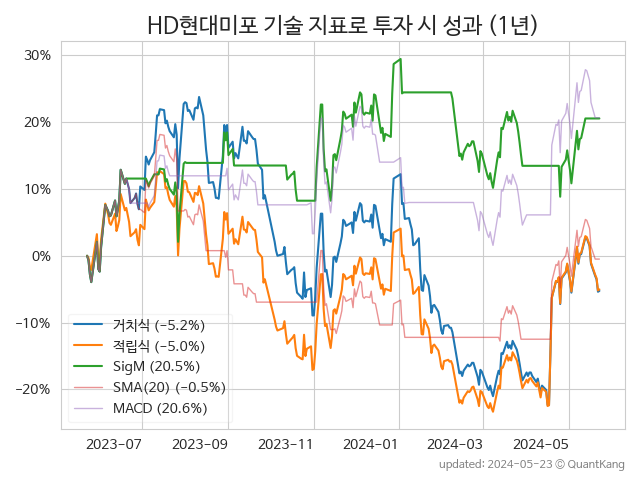 HD현대미포 기술 지표로 투자 시 성과 (1년)
30%
20%
10%
0%
−10%
−20%
거치식 (−5.2%)
적립식 (−5.0%)
SigM (20.5%)
SMA(20) (−0.5%)
MACD (20.6%)
2023-07
2023-09
2023-11
2024-01
2024-03
2024-05
updated: 2024-05-23 © QuantKang